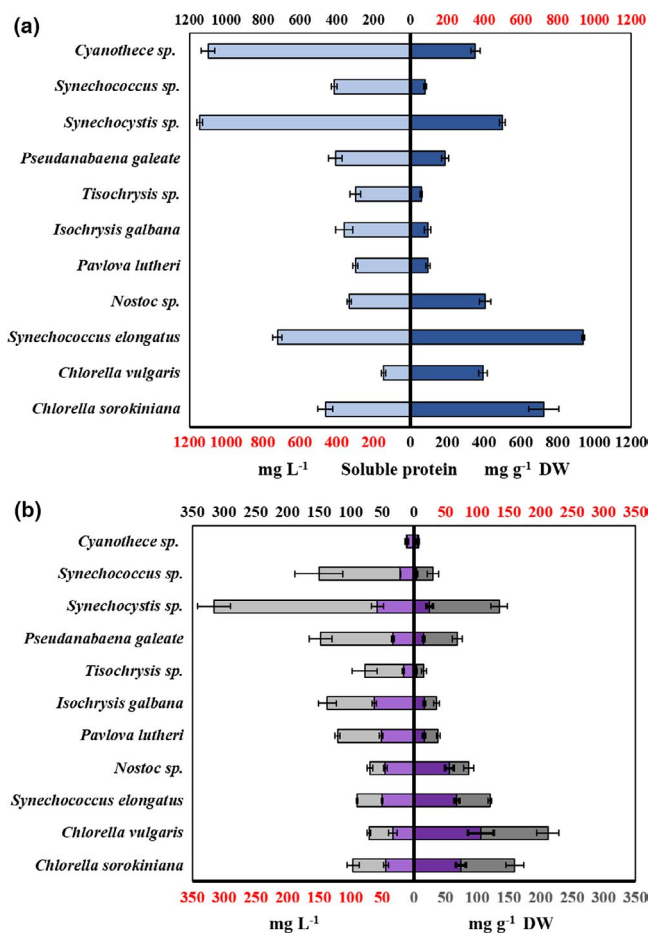 (a)
1200 1000 800 600 400 200 0 200 400 600 800 1000 1200
Cyanothece sp.
Synechococcus sp.
Synechocystis sp.
Pseudanabaena galeate
Tisochrysis sp.
Isochrysis galbana
Pavlova lutheri
Nostoc sp.
Synechococcus elongatus
Chlorella vulgaris
Chlorella sorokiniana
1200 1000 800 600 400 200 0 200 400 600 800 1000 1200
mg L⁻¹ Soluble protein mg g⁻¹ DW
(b)
350 300 250 200 150 100 50 0 50 100 150 200 250 300 350
Cyanothece sp.
Synechococcus sp.
Synechocystis sp.
Pseudanabaena galeate
Tisochrysis sp.
Isochrysis galbana
Pavlova lutheri
Nostoc sp.
Synechococcus elongatus
Chlorella vulgaris
Chlorella sorokiniana
350 300 250 200 150 100 50 0 50 100 150 200 250 300 350
mg L⁻¹ mg g⁻¹ DW